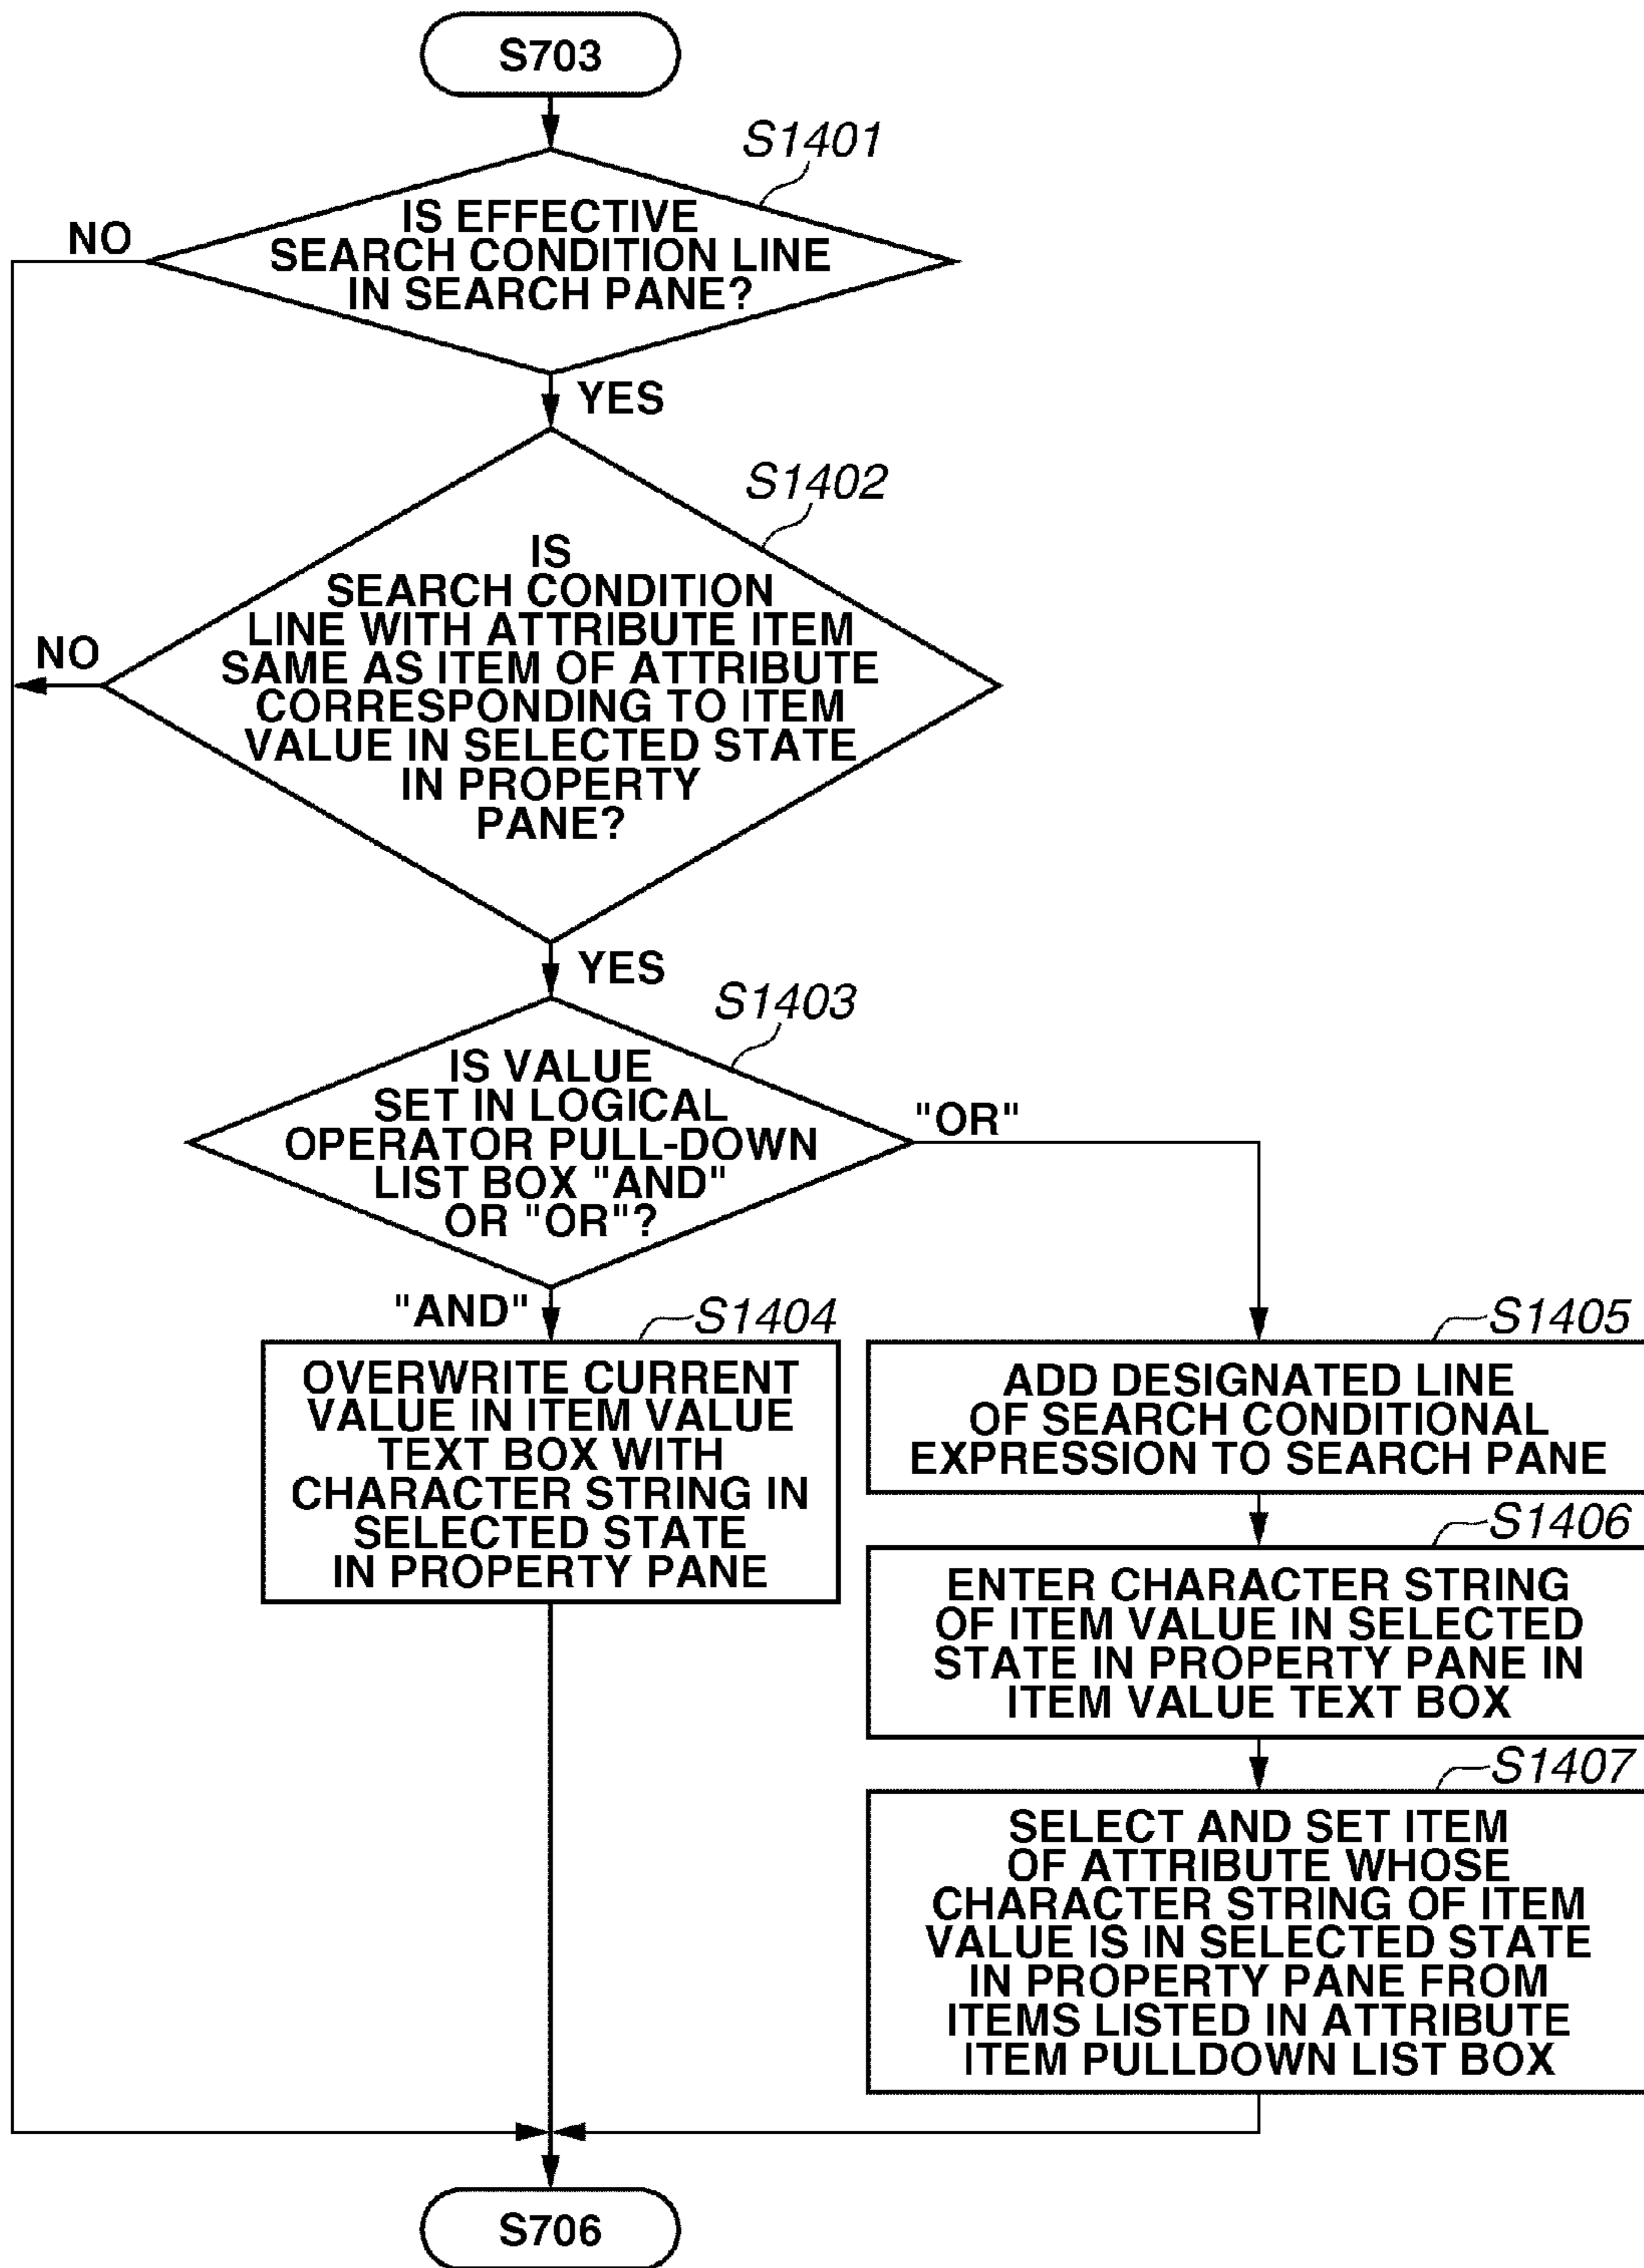 S703
S1401
IS EFFECTIVE
SEARCH CONDITION LINE
IN SEARCH PANE?
NO
YES
S1402
IS
SEARCH CONDITION
LINE WITH ATTRIBUTE ITEM
SAME AS ITEM OF ATTRIBUTE
CORRESPONDING TO ITEM
VALUE IN SELECTED STATE
IN PROPERTY
PANE?
NO
YES
S1403
IS VALUE
SET IN LOGICAL
OPERATOR PULL-DOWN
LIST BOX "AND"
OR "OR"?
"OR"
"AND"
S1404
OVERWRITE CURRENT
VALUE IN ITEM VALUE
TEXT BOX WITH
CHARACTER STRING IN
SELECTED STATE
IN PROPERTY PANE
S1405
ADD DESIGNATED LINE
OF SEARCH CONDITIONAL
EXPRESSION TO SEARCH PANE
S1406
ENTER CHARACTER STRING
OF ITEM VALUE IN SELECTED
STATE IN PROPERTY PANE IN
ITEM VALUE TEXT BOX
S1407
SELECT AND SET ITEM
OF ATTRIBUTE WHOSE
CHARACTER STRING OF ITEM
VALUE IS IN SELECTED STATE
IN PROPERTY PANE FROM
ITEMS LISTED IN ATTRIBUTE
ITEM PULLDOWN LIST BOX
S706